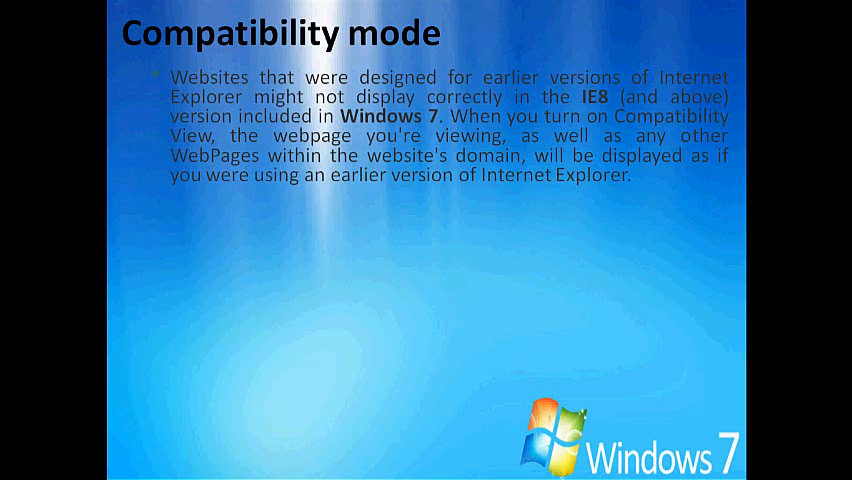 Compatibility mode
Websites that were designed for earlier versions of Internet
Explorer might not display correctly in the IE8 (and above)
version included in Windows 7. When you turn on Compatibility
View, the webpage you're viewing, as well as any other
WebPages within the website's domain, will be displayed as if
you were using an earlier version of Internet Explorer.
Windows 7